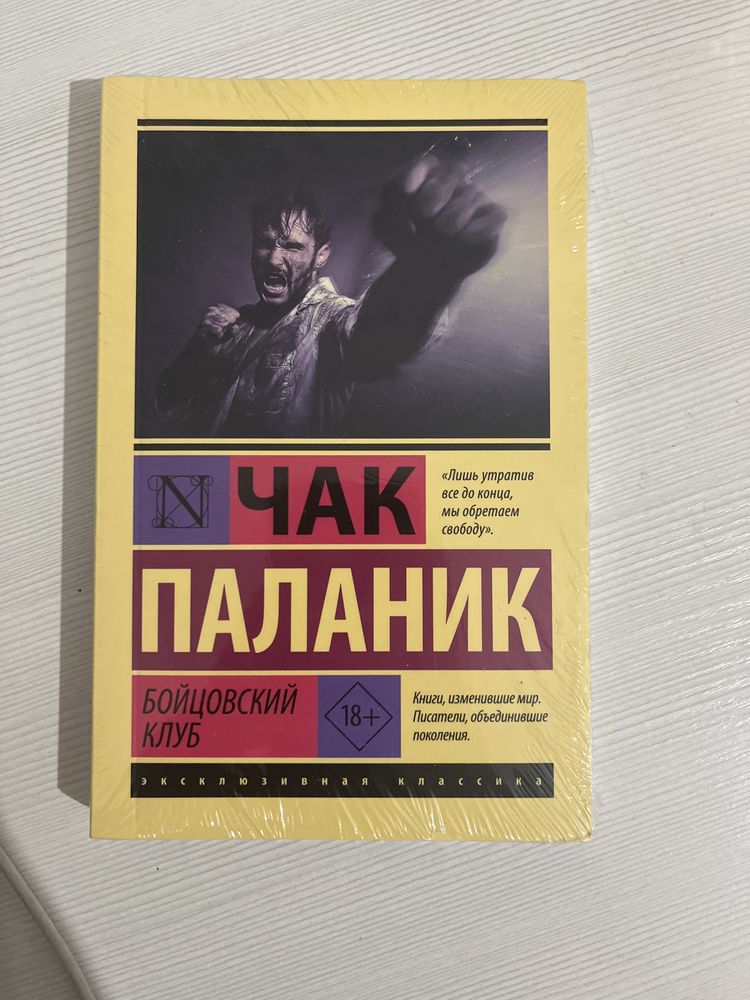 N
ЧАК
«Лишь утратив
все до конца,
мы обретаем
свободу».
ПАЛАНИК
БОЙЦОВСКИЙ
КЛУБ
18+
Книги, изменившие мир.
Писатели, объединившие
поколения.
эксклюзивная классика